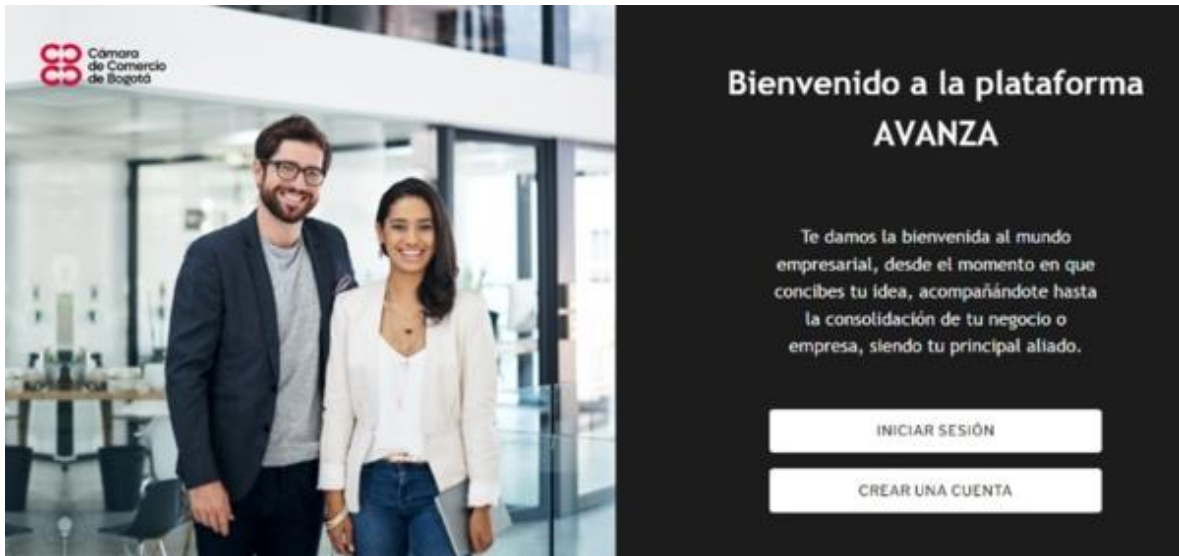 Cámara
de Comercio
de Bogotá
Bienvenido a la plataforma
AVANZA
Te damos la bienvenida al mundo
empresarial, desde el momento en que
concibes tu idea, acompañándote hasta
la consolidación de tu negocio o
empresa, siendo tu principal aliado.
INICIAR SESIÓN
CREAR UNA CUENTA